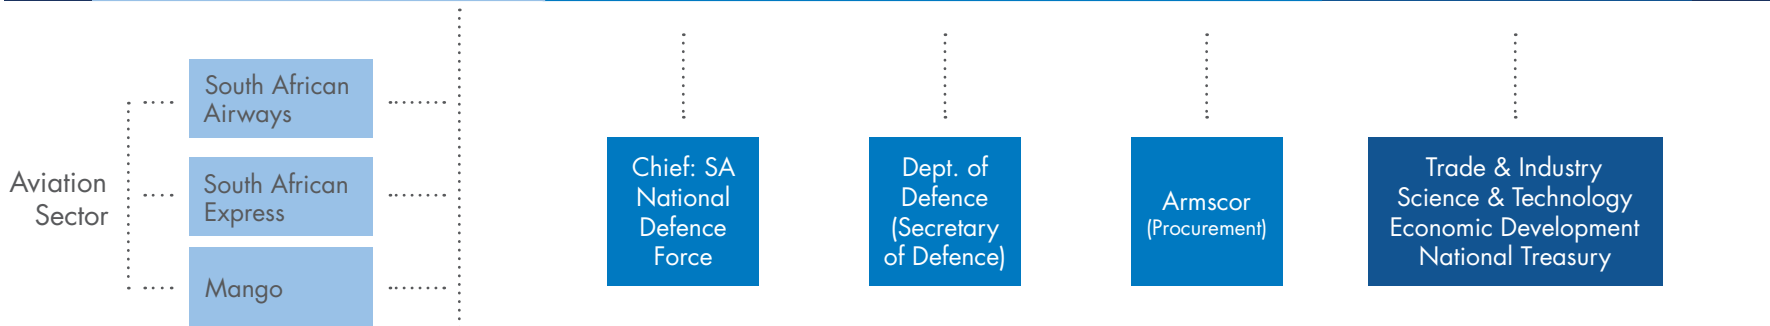 Aviation
Sector
South African
Airways
South African
Express
Mango
Chief: SA
National
Defence
Force
Dept. of
Defence
(Secretary
of Defence)
Armscor
(Procurement)
Trade & Industry
Science & Technology
Economic Development
National Treasury